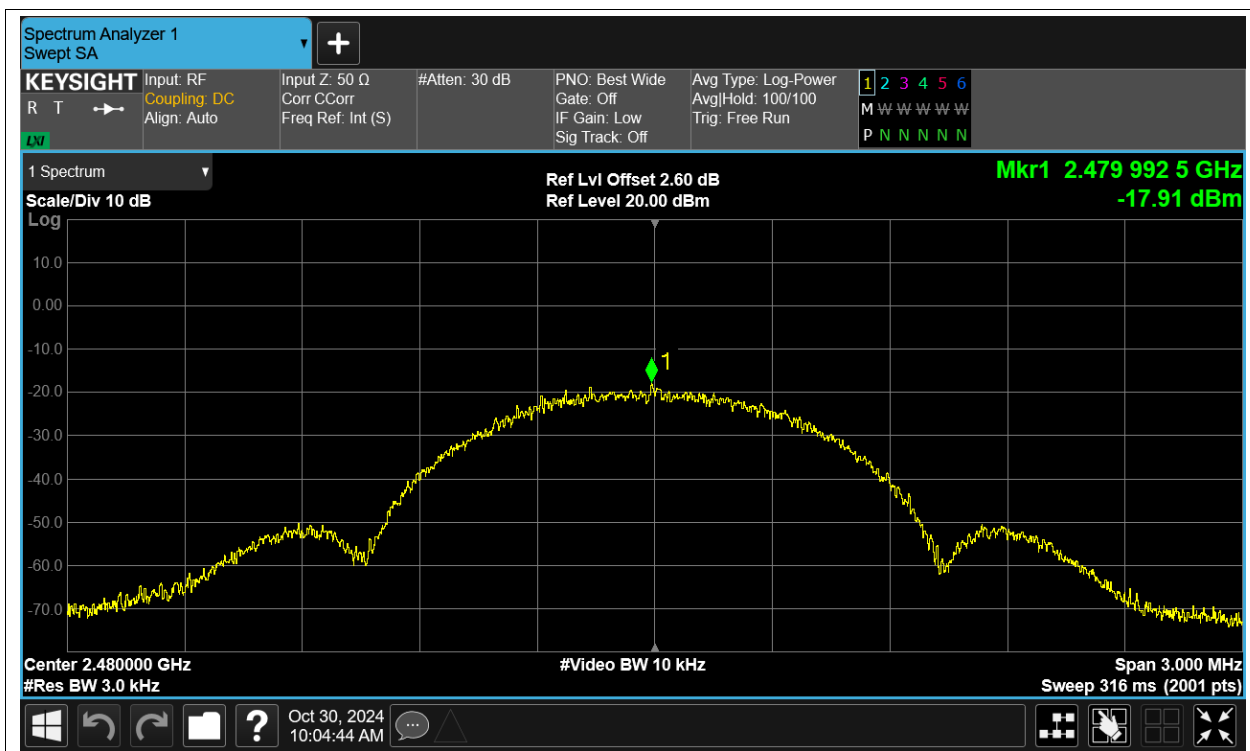 Spectrum Analyzer 1
Swept SA
KEYSIGHT
R T
LXI
Input: RF
Coupling: DC
Align: Auto
Input Z: 50 Ω
Corr CCorr
Freq Ref: Int (S)
#Atten: 30 dB
PNO: Best Wide
Gate: Off
IF Gain: Low
Sig Track: Off
Avg Type: Log-Power
Avg|Hold: 100/100
Trig: Free Run
1 2 3 4 5 6
M W W W W W
P N N N N N
1 Spectrum
Scale/Div 10 dB
Ref Lvl Offset 2.60 dB
Ref Level 20.00 dBm
Mkr1 2.479 992 5 GHz
-17.91 dBm
Log
10.0
0.00
-10.0
1
-20.0
-30.0
-40.0
-50.0
-60.0
-70.0
Center 2.480000 GHz
#Video BW 10 kHz
Span 3.000 MHz
#Res BW 3.0 kHz
Sweep 316 ms (2001 pts)
?
Oct 30, 2024
10:04:44 AM